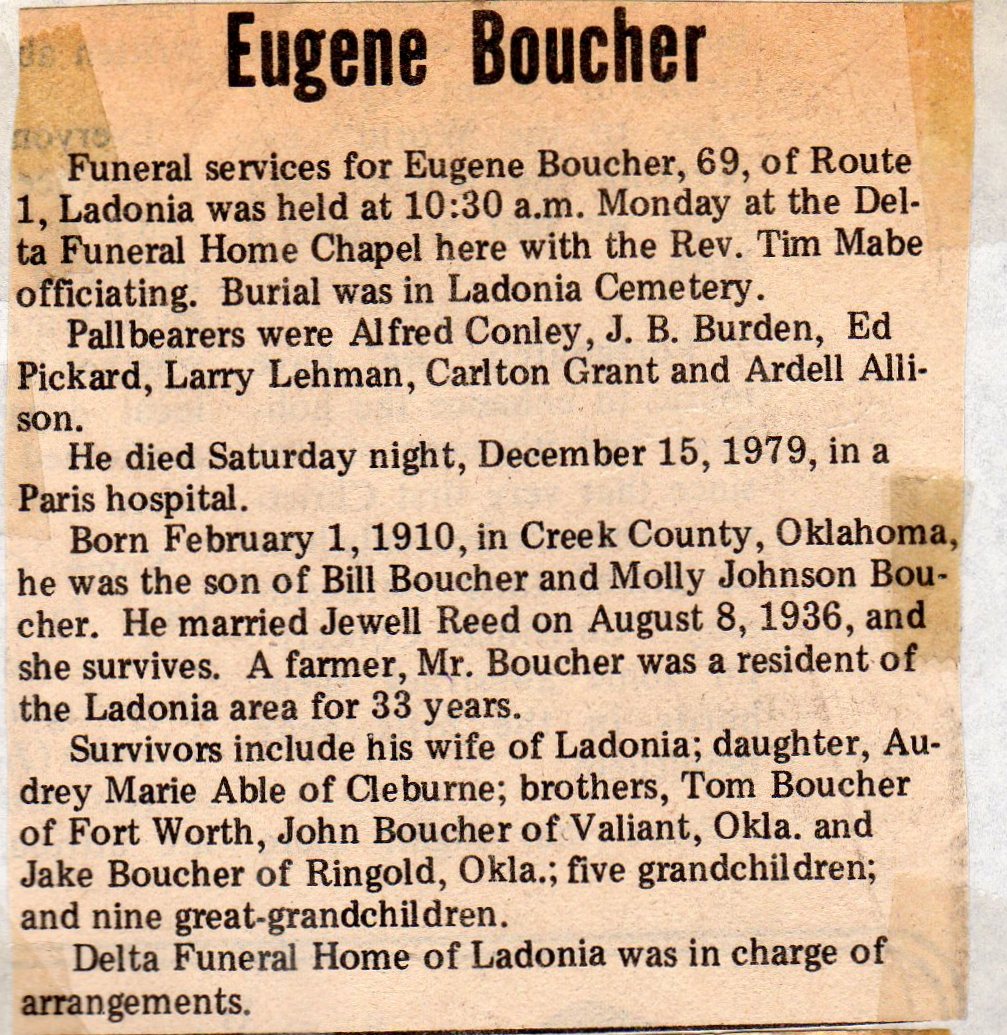 Eugene Boucher
Funeral services for Eugene Boucher, 69, of Route
1, Ladonia was held at 10:30 a.m. Monday at the Del-
ta Funeral Home Chapel here with the Rev. Tim Mabe
officiating. Burial was in Ladonia Cemetery.
Pallbearers were Alfred Conley, J. B. Burden, Ed
Pickard, Larry Lehman, Carlton Grant and Ardell Alli-
son.
He died Saturday night, December 15, 1979, in a
Paris hospital.
Born February 1, 1910, in Creek County, Oklahoma,
he was the son of Bill Boucher and Molly Johnson Bou-
cher. He married Jewell Reed on August 8, 1936, and
she survives. A farmer, Mr. Boucher was a resident of
the Ladonia area for 33 years.
Survivors include his wife of Ladonia; daughter, Au-
drey Marie Able of Cleburne; brothers, Tom Boucher
of Fort Worth, John Boucher of Valiant, Okla. and
Jake Boucher of Ringold, Okla.; five grandchildren;
and nine great-grandchildren.
Delta Funeral Home of Ladonia was in charge of
arrangements.